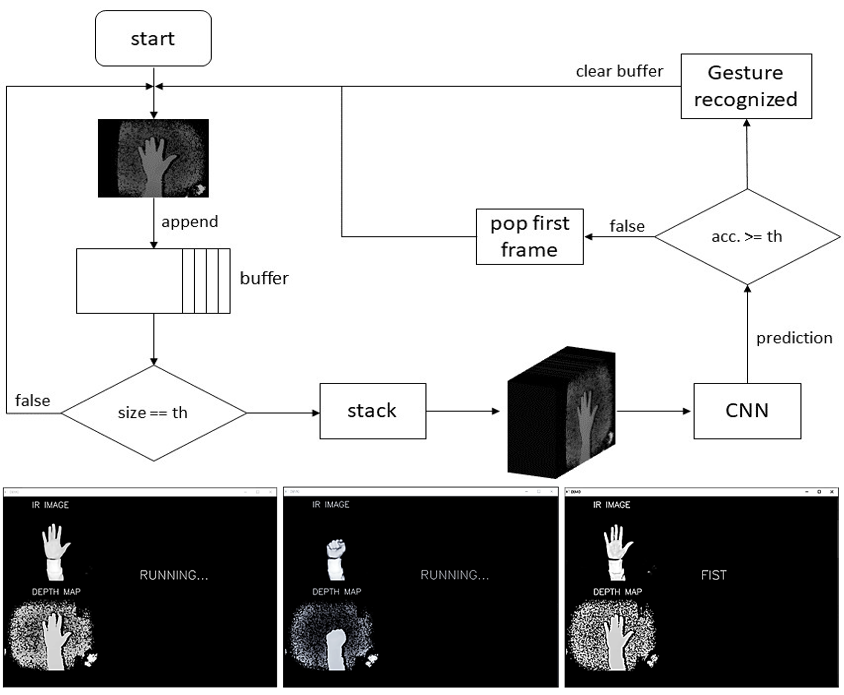 start
clear buffer
Gesture
recognized
append
pop first
frame
false
acc. >= th
buffer
prediction
false
size == th
stack
CNN
IR IMAGE
RUNNING...
DEPTH MAP
IR IMAGE
RUNNING...
DEPTH MAP
DEMO
IR IMAGE
FIST
DEPTH MAP